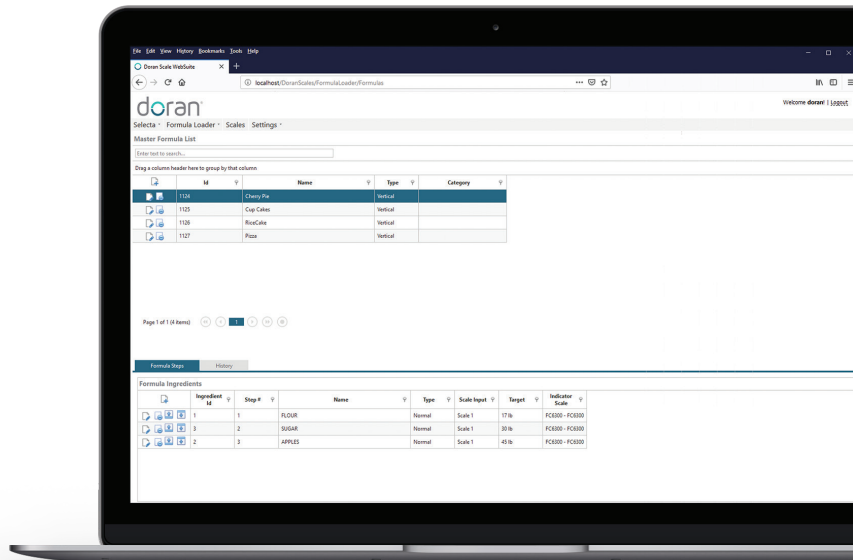 File Edit View History Bookmarks Tools Help
Doran Scale WebSuite
localhost/DoranScales/FormulaLoader/Formulas
doran
Welcome doran! | Logout
Selecta Formula Loader Scales Settings
Master Formula List
Enter text to search...
Drag a column header here to group by that column
Id Name Type Category
1124 Cherry Pie Vertical
1125 Cup Cakes Vertical
1126 RiceCake Vertical
1127 Pizza Vertical
Page 1 of 1 (4 items) 1
Formula Steps History
Formula Ingredients
Ingredient Id Step # Name Type Scale Input Target Indicator Scale
1 1 FLOUR Normal Scale 1 17 lb FC6300 - FC6300
3 2 SUGAR Normal Scale 1 30 lb FC6300 - FC6300
2 3 APPLES Normal Scale 1 45 lb FC6300 - FC6300